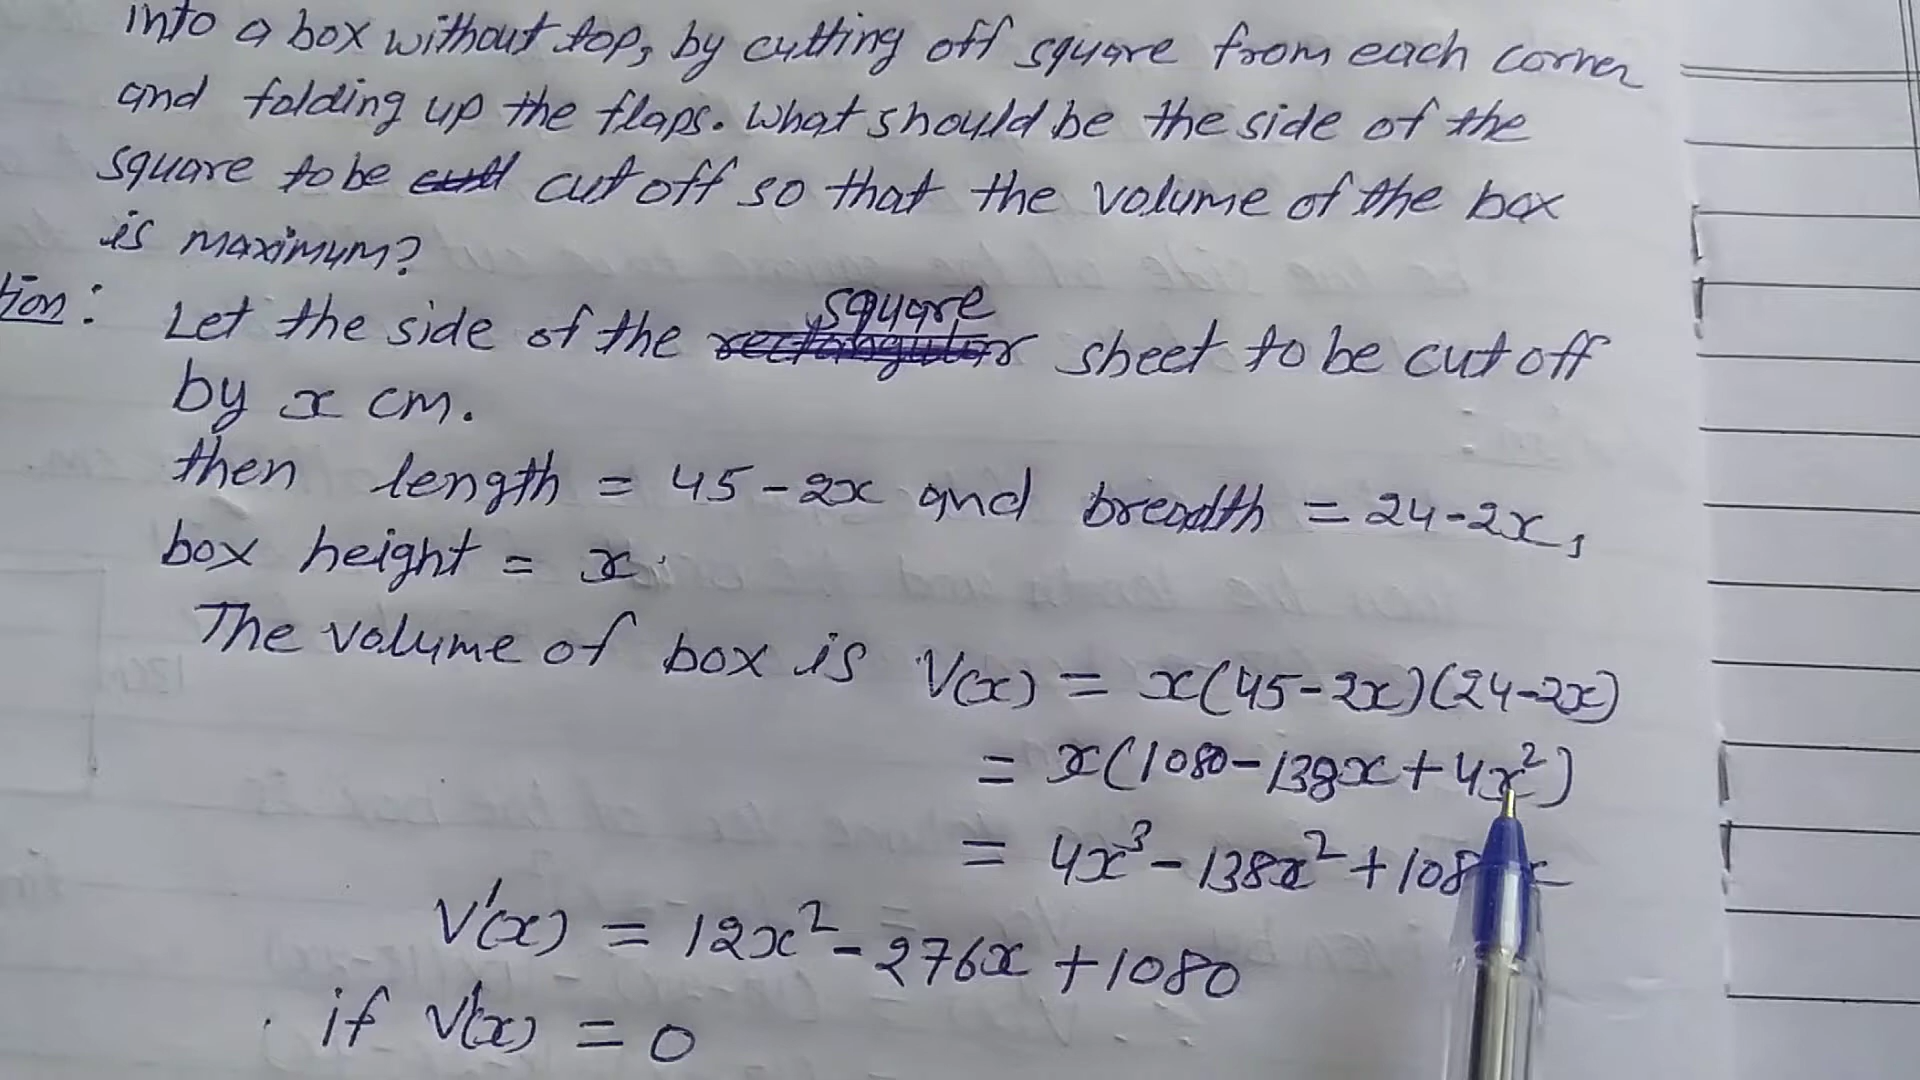 into a box without top, by cutting off square from each corner
and folding up the flaps. What should be the side of the
square to be cut off so that the volume of the box
is maximum?
tion: Let the side of the square sheet to be cut off
by x cm.
then length = 45-2x and breadth = 24-2x,
box height = x.
The volume of box is V(x) = x(45-2x)(24-2x)
= x(1080-138x+4x²)
= 4x³-138x²+108
V'(x) = 12x²-276x+1080
. if V'(x) = 0